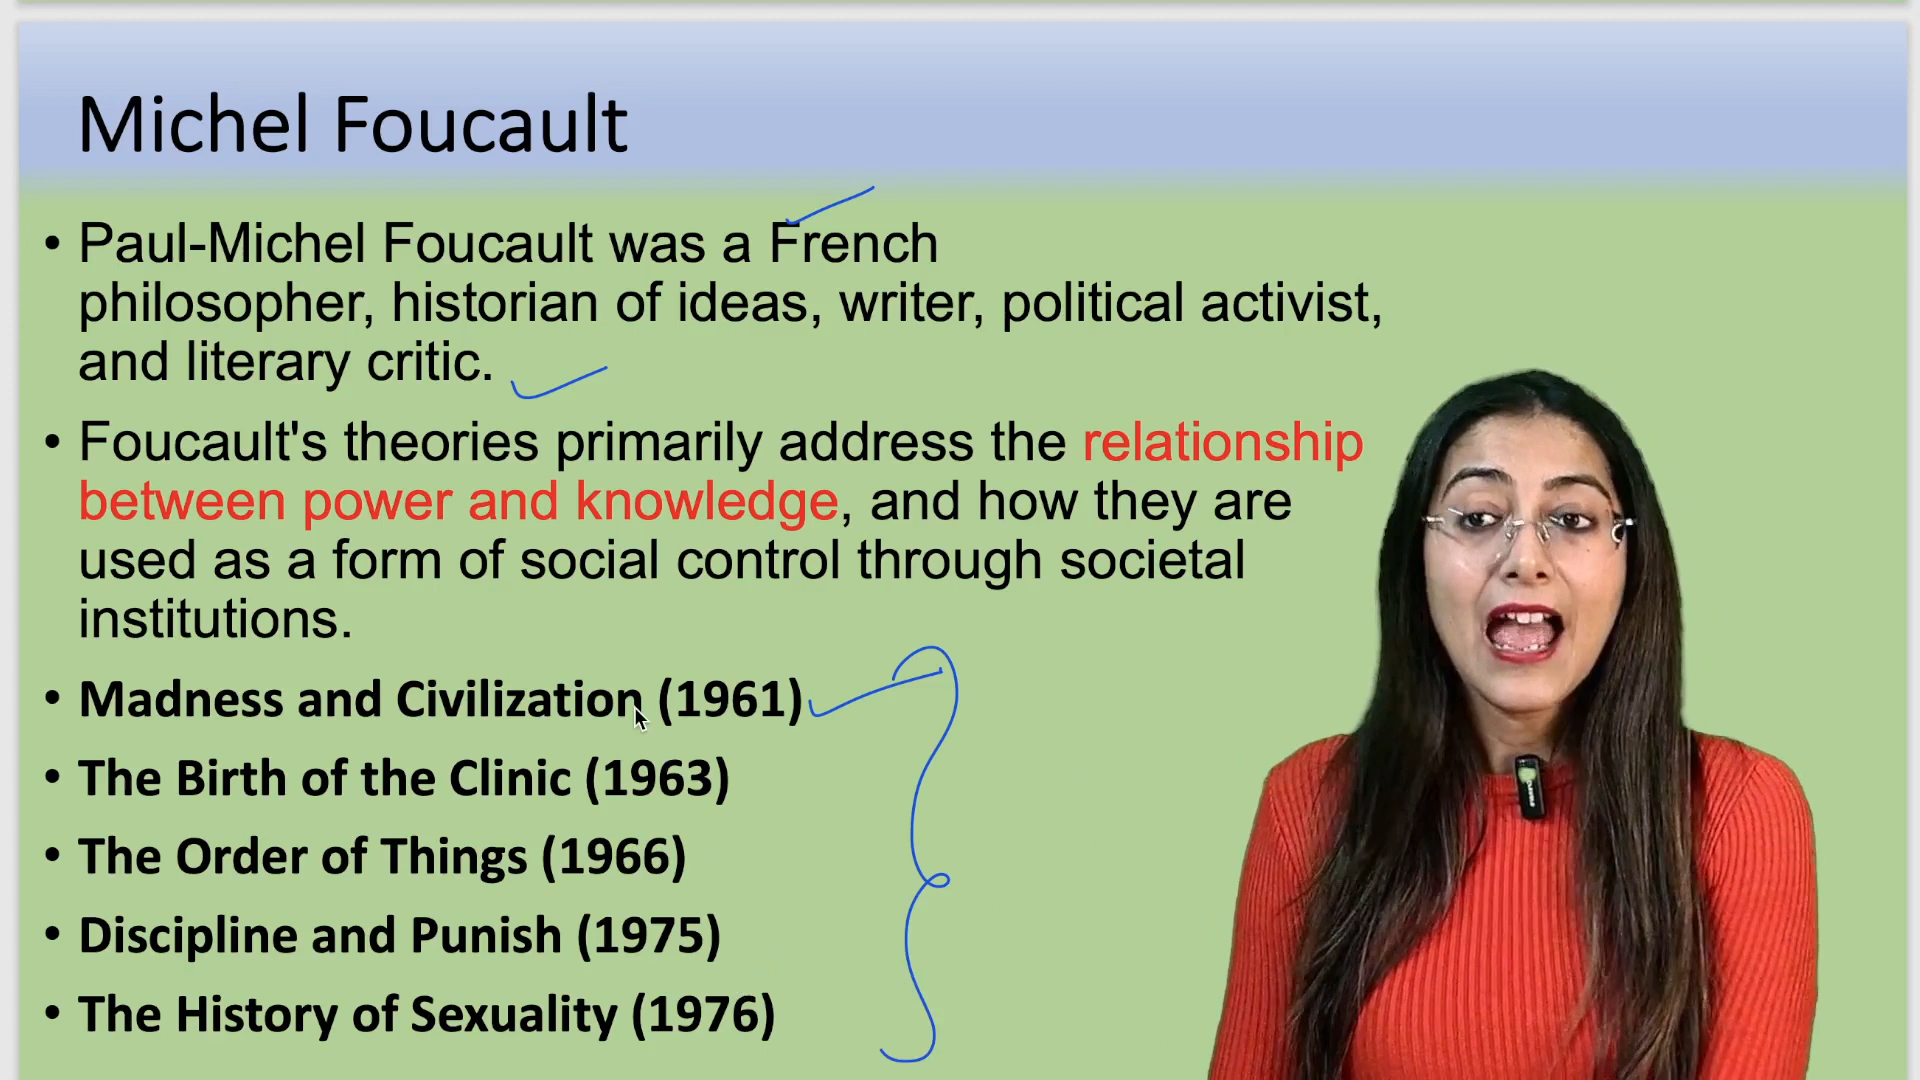 Michel Foucault
• Paul-Michel Foucault was a French
philosopher, historian of ideas, writer, political activist,
and literary critic.
• Foucault's theories primarily address the relationship
between power and knowledge, and how they are
used as a form of social control through societal
institutions.
• Madness and Civilization (1961)
• The Birth of the Clinic (1963)
• The Order of Things (1966)
• Discipline and Punish (1975)
• The History of Sexuality (1976)